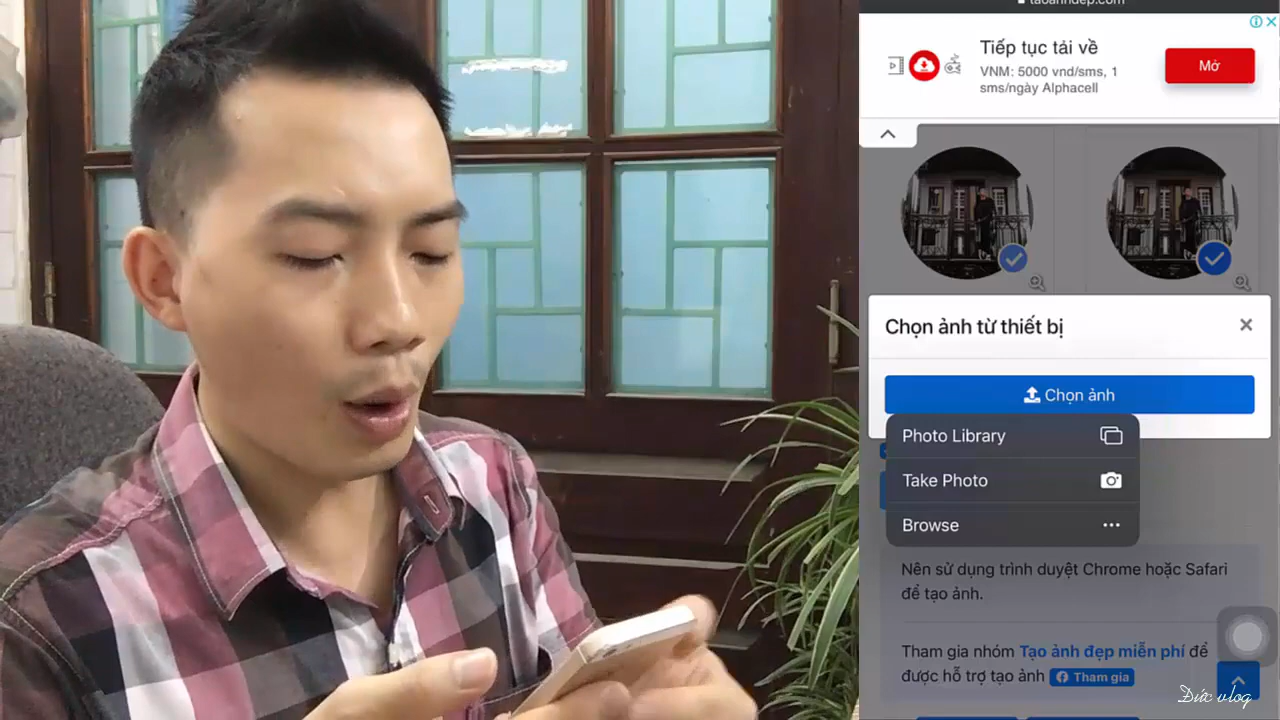 taoanhdep.com
Tiếp tục tải về
VNM: 5000 vnd/sms, 1
sms/ngày Alphacell
Mở
Chọn ảnh từ thiết bị
Chọn ảnh
Photo Library
Take Photo
Browse
Nên sử dụng trình duyệt Chrome hoặc Safari
để tạo ảnh.
Tham gia nhóm Tạo ảnh đẹp miễn phí để
được hỗ trợ tạo ảnh Tham gia
Đức vlog